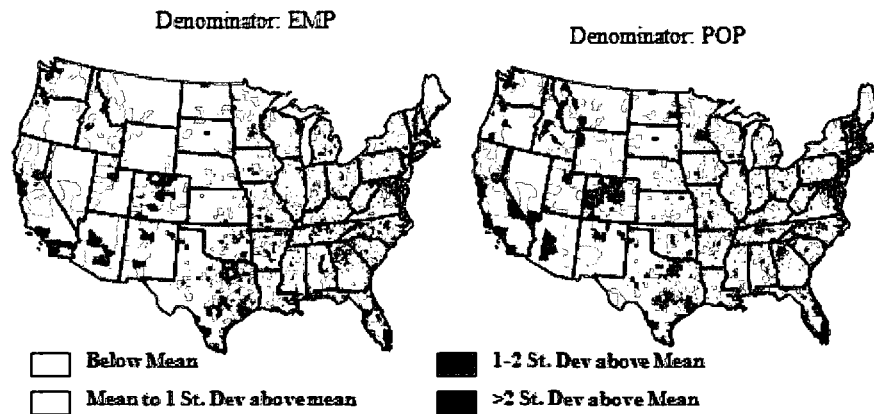 Denominator: EMP
Denominator: POP
Below Mean
1-2 St. Dev above Mean
Mean to 1 St. Dev above mean
>2 St. Dev above Mean